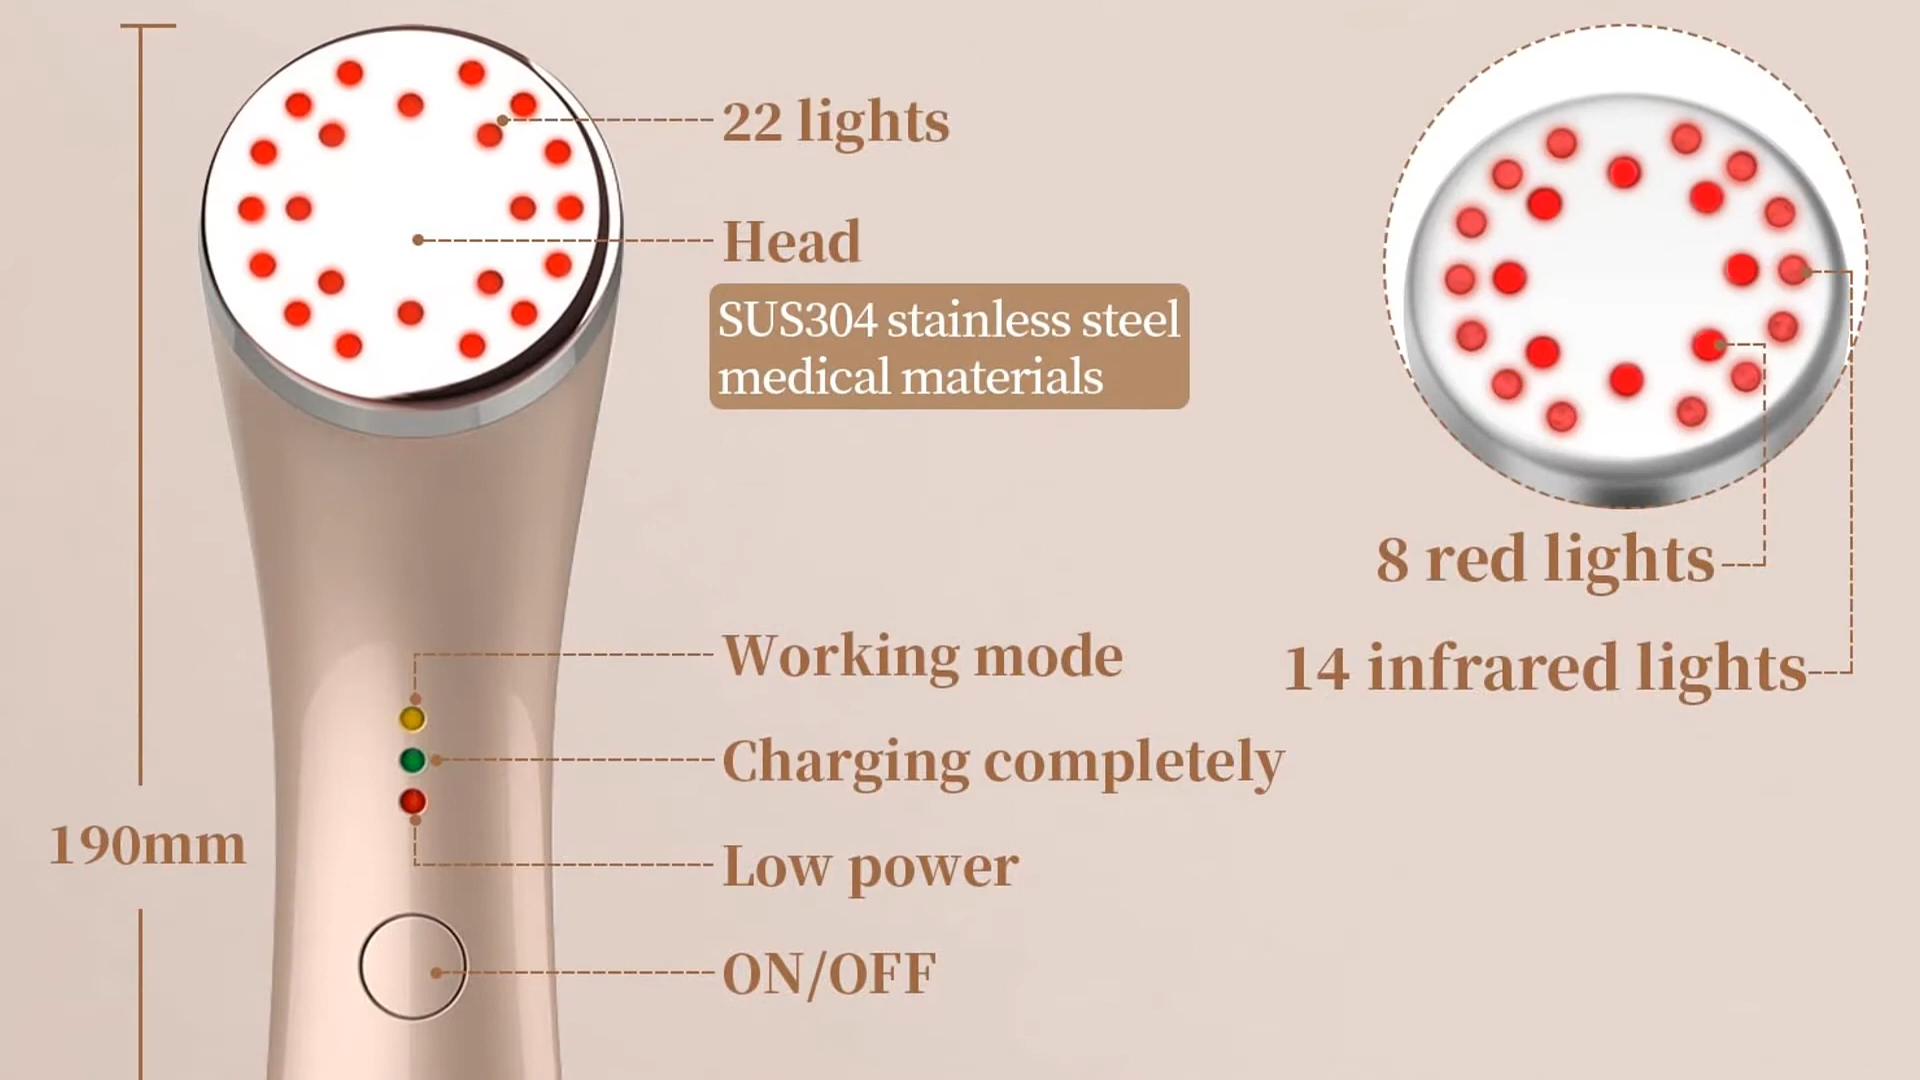 22 lights
Head
SUS304 stainless steel
medical materials
8 red lights
14 infrared lights
Working mode
Charging completely
190mm
Low power
ON/OFF